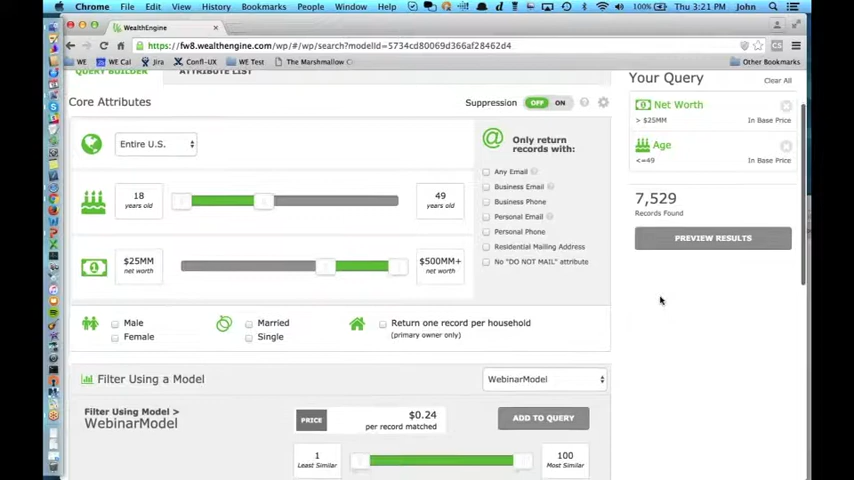 Chrome File Edit View History Bookmarks People Window Help 100% Thu 3:21 PM John
WealthEngine
https://fw8.wealthengine.com/wp#/wp/search?modelId=5734cd80069d366af28462d4
WE WE Cal Jira Confl-UX WE Test The Marshmallow Other Bookmarks
QUERY BUILDER ATTRIBUTE LIST
Your Query
Clear All
Core Attributes
Suppression OFF ON
Net Worth
> $25MM In Base Price
Age
<=49 In Base Price
7,529
Records Found
PREVIEW RESULTS
Entire U.S.
18
years old
49
years old
$25MM
net worth
$500MM+
net worth
Only return
records with:
Any Email
Business Email
Business Phone
Personal Email
Personal Phone
Residential Mailing Address
No "DO NOT MAIL" attribute
Male
Female
Married
Single
Return one record per household
(primary owner only)
Filter Using a Model
WebinarModel
Filter Using Model >
WebinarModel
PRICE
$0.24
per record matched
ADD TO QUERY
1
Least Similar
100
Most Similar